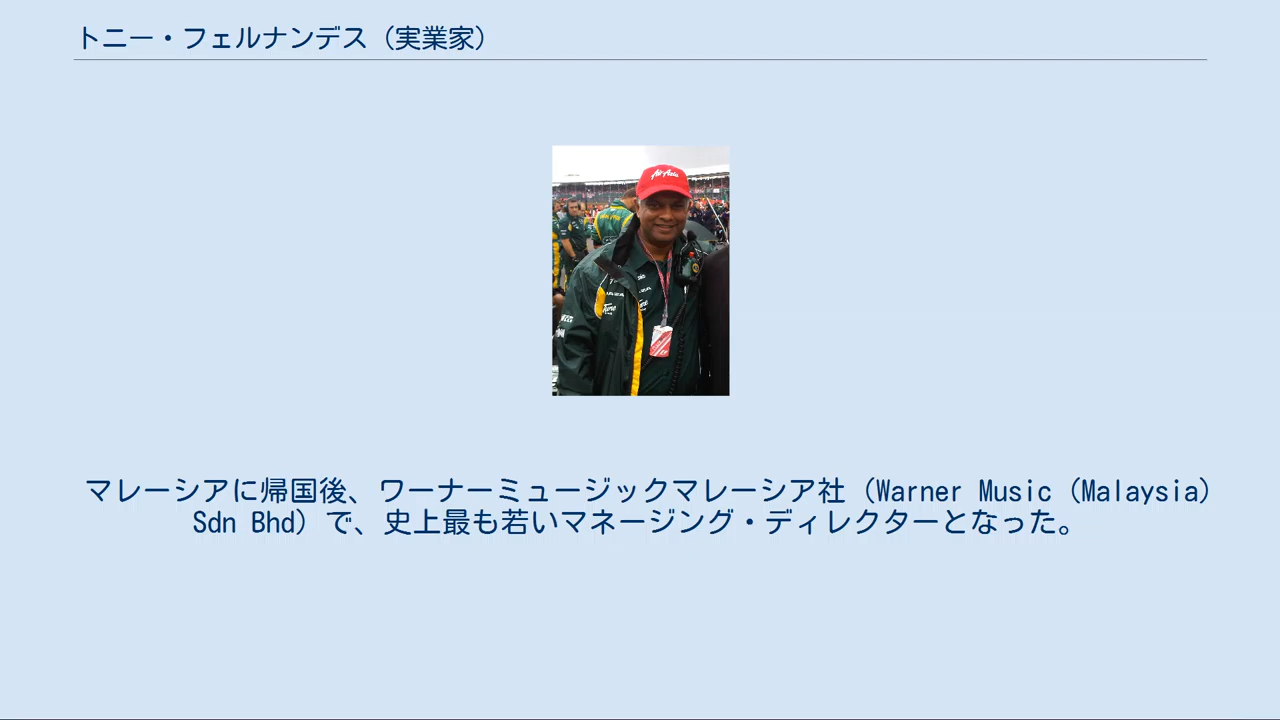 トニー・フェルナンデス（実業家）
AirAsia
Tune
Tune
マレーシアに帰国後、ワーナーミュージックマレーシア社（Warner Music (Malaysia)
Sdn Bhd）で、史上最も若いマネージング・ディレクターとなった。